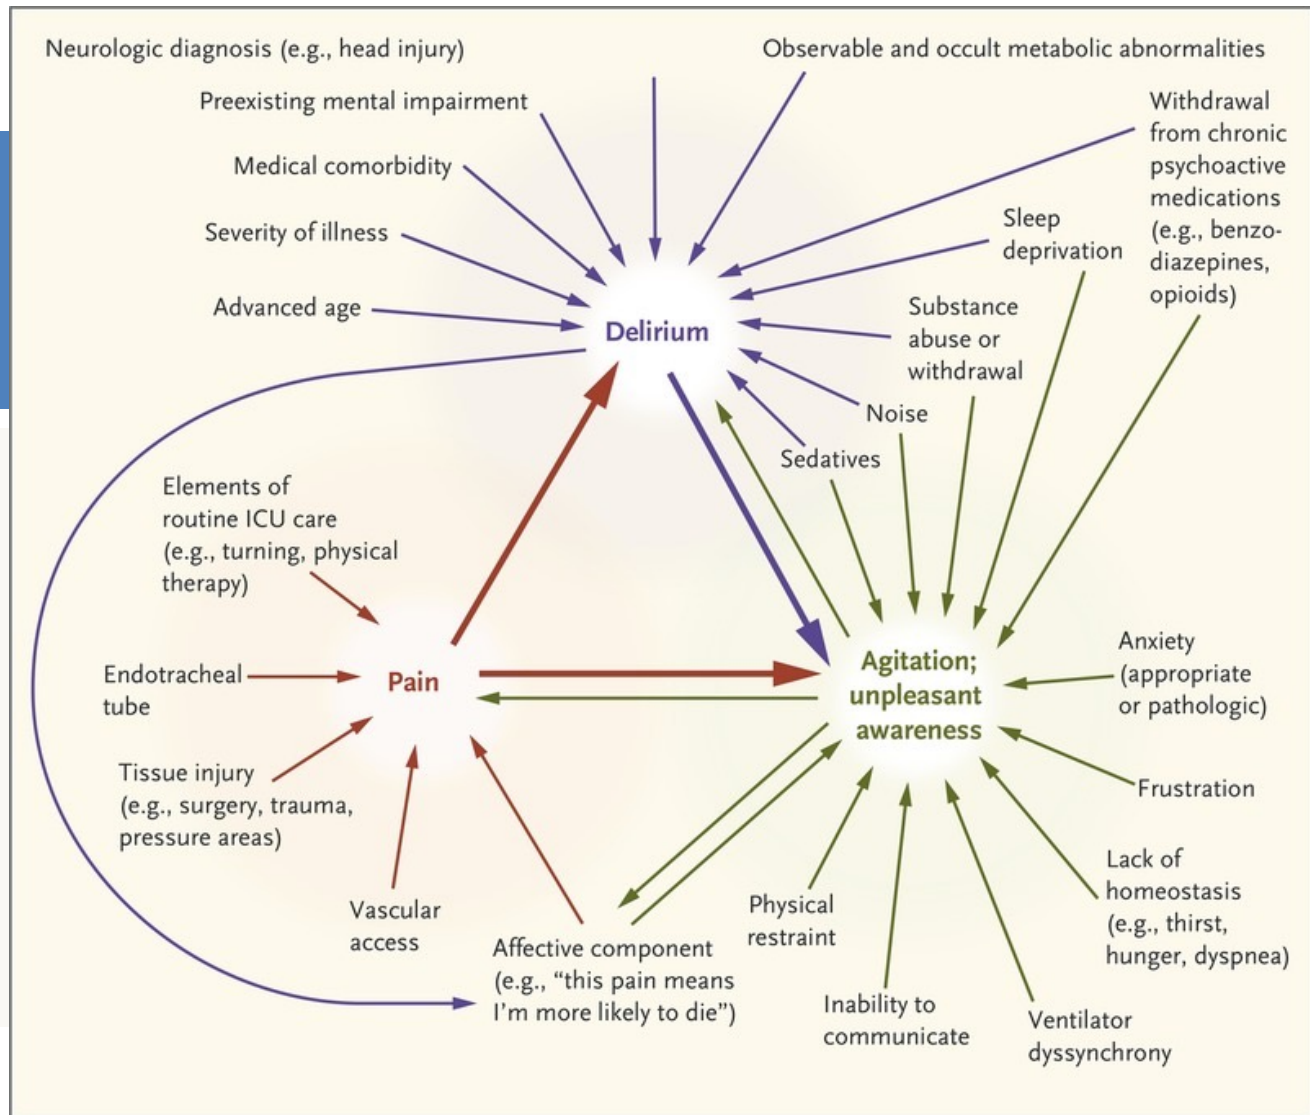 Neurologic diagnosis (e.g., head injury)
Observable and occult metabolic abnormalities
Preexisting mental impairment
Withdrawal
from chronic
psychoactive
medications
(e.g., benzo-
diazepines,
opioids)
Medical comorbidity
Severity of illness
Sleep
deprivation
Advanced age
Substance
abuse or
withdrawal
Delirium
Noise
Sedatives
Elements of
routine ICU care
(e.g., turning, physical
therapy)
Endotracheal
tube
Pain
Agitation;
unpleasant
awareness
Anxiety
(appropriate
or pathologic)
Tissue injury
(e.g., surgery, trauma,
pressure areas)
Frustration
Vascular
access
Affective component
(e.g., “this pain means
I’m more likely to die”)
Physical
restraint
Lack of
homeostasis
(e.g., thirst,
hunger, dyspnea)
Inability to
communicate
Ventilator
dyssynchrony